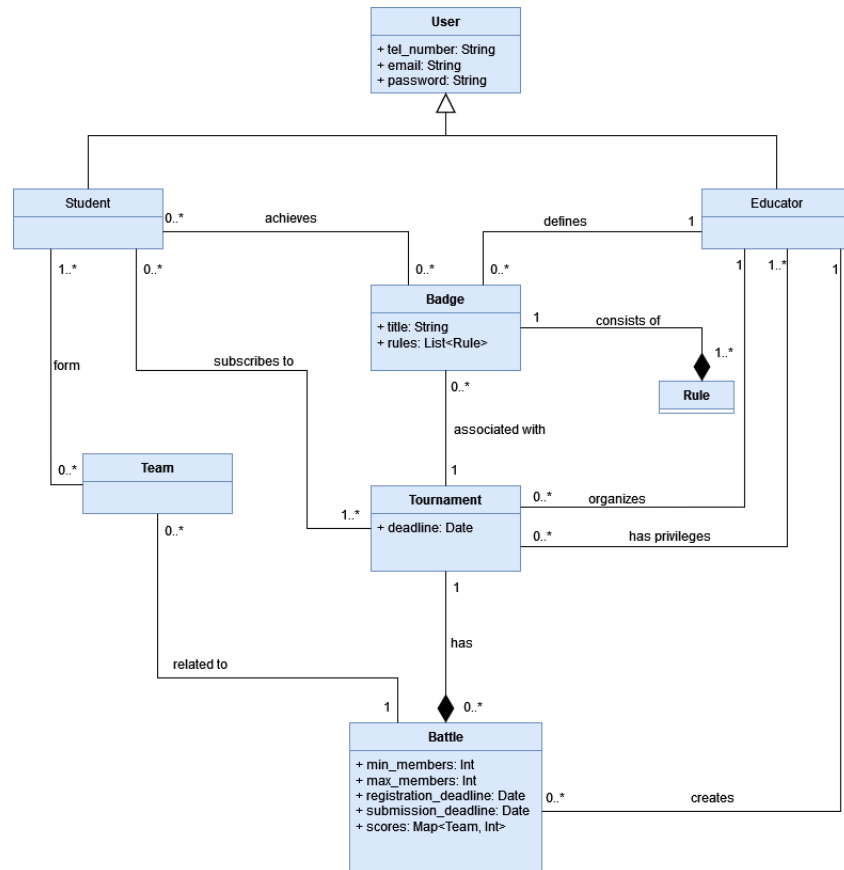 User
+ tel_number: String
+ email: String
+ password: String
Student
Educator
0..*
achieves
defines
1
1..*
0..*
0..*
0..*
1
1..*
1
Badge
+ title: String
+ rules: List<Rule>
1
consists of
1..*
Rule
form
subscribes to
0..*
associated with
0..*
Team
1
Tournament
+ deadline: Date
0..*
organizes
1..*
0..*
has privileges
0..*
1
has
related to
1
0..*
Battle
+ min_members: Int
+ max_members: Int
+ registration_deadline: Date
+ submission_deadline: Date
+ scores: Map<Team, Int>
0..*
creates